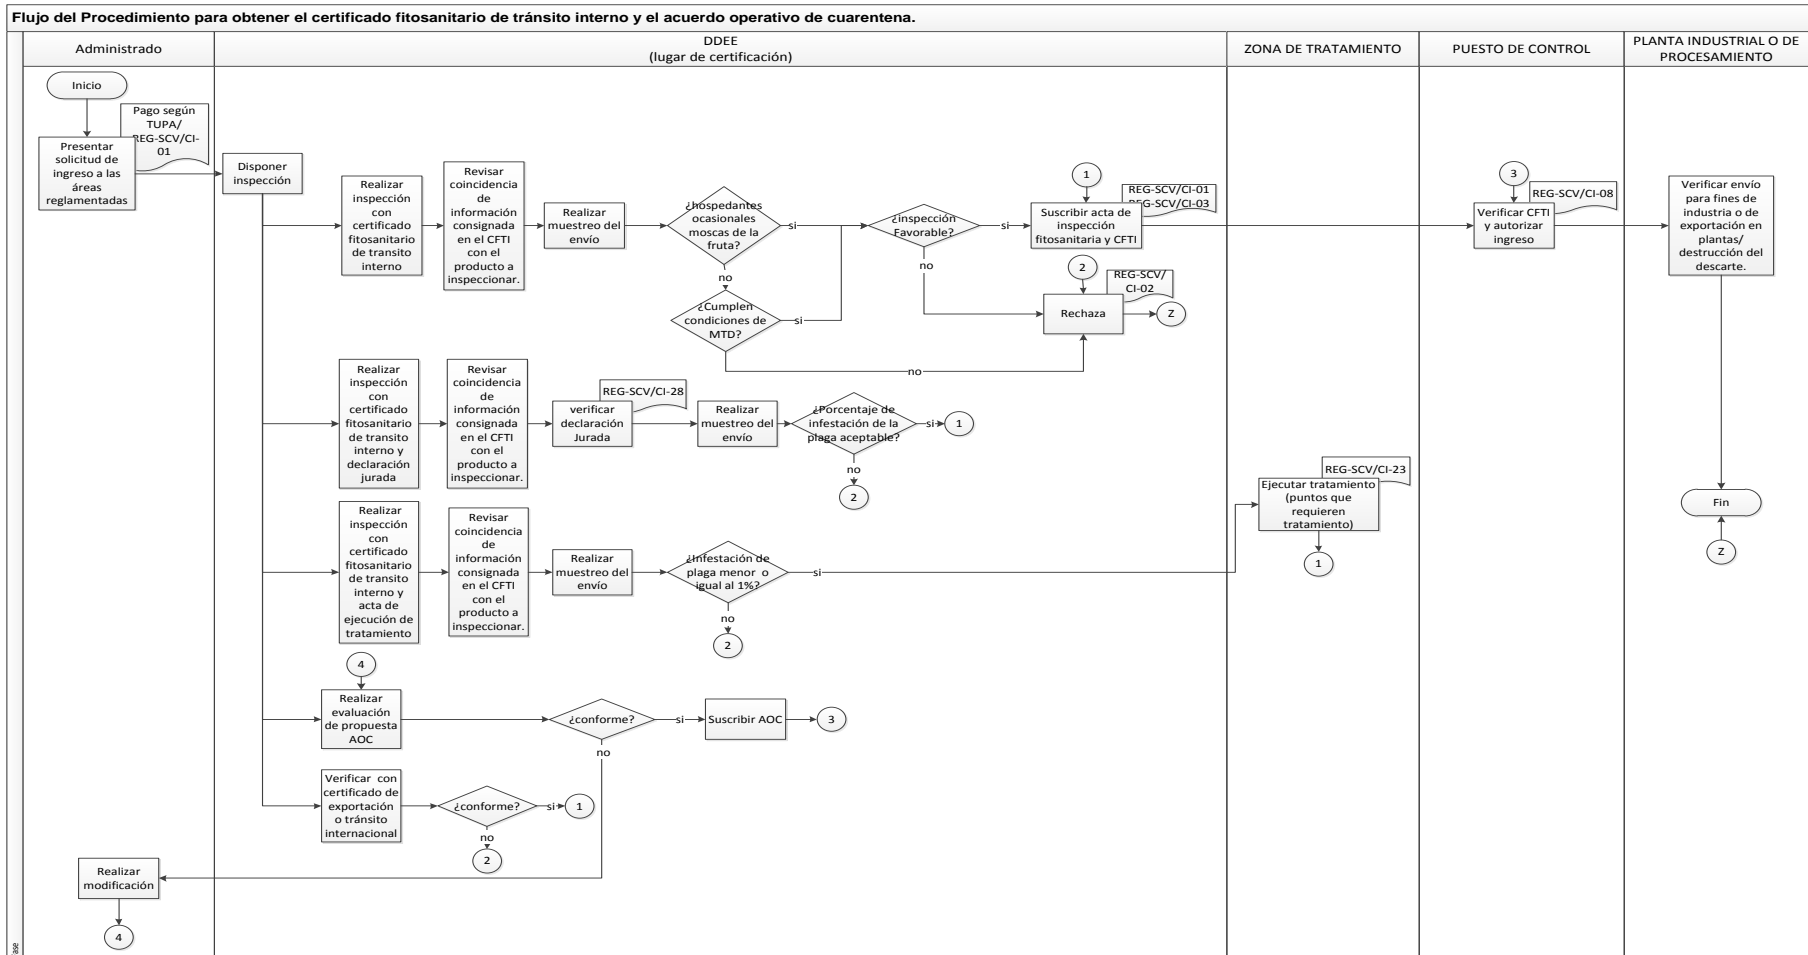 Flujo del Procedimiento para obtener el certificado fitosanitario de tránsito interno y el acuerdo operativo de cuarentena.
Administrado
DDEE
(lugar de certificación)
ZONA DE TRATAMIENTO
PUESTO DE CONTROL
PLANTA INDUSTRIAL O DE
PROCESAMIENTO
Inicio
Pago según
TUPA/
REG-SCV/CI-
01
Presentar
solicitud de
ingreso a las
áreas
reglamentadas
Disponer
inspección
Realizar
inspección
con
certificado
fitosanitario
de transito
interno
Revisar
coincidencia
de
información
consignada
en el CFTI
con el
producto a
inspeccionar.
Realizar
muestreo del
envío
¿hospedantes
ocasionales
moscas de la
fruta?
si
no
¿Cumplen
condiciones de
MTD?
si
no
¿inspección
Favorable?
si
no
1
REG-SCV/CI-01
REG-SCV/CI-03
Suscribir acta de
inspección
fitosanitaria y CFTI
2
REG-SCV/
CI-02
Rechaza
Z
3
REG-SCV/CI-08
Verificar CFTI
y autorizar
ingreso
Verificar envío
para fines de
industria o de
exportación en
plantas/
destrucción del
descarte.
Realizar
inspección
con
certificado
fitosanitario
de transito
interno y
declaración
jurada
Revisar
coincidencia
de
información
consignada
en el CFTI
con el
producto a
inspeccionar.
REG-SCV/CI-28
verificar
declaración
Jurada
Realizar
muestreo del
envío
¿Porcentaje de
infestación de la
plaga aceptable?
si
1
no
2
REG-SCV/CI-23
Ejecutar tratamiento
(puntos que
requieren
tratamiento)
1
Fin
Z
Realizar
inspección
con
certificado
fitosanitario
de transito
interno y
acta de
ejecución de
tratamiento
Revisar
coincidencia
de
información
consignada
en el CFTI
con el
producto a
inspeccionar.
Realizar
muestreo del
envío
¿Infestación de
plaga menor o
igual al 1%?
si
no
2
4
Realizar
evaluación
de propuesta
AOC
¿conforme?
si
no
Suscribir AOC
3
Verificar con
certificado de
exportación
o tránsito
internacional
¿conforme?
si
1
no
2
Realizar
modificación
4